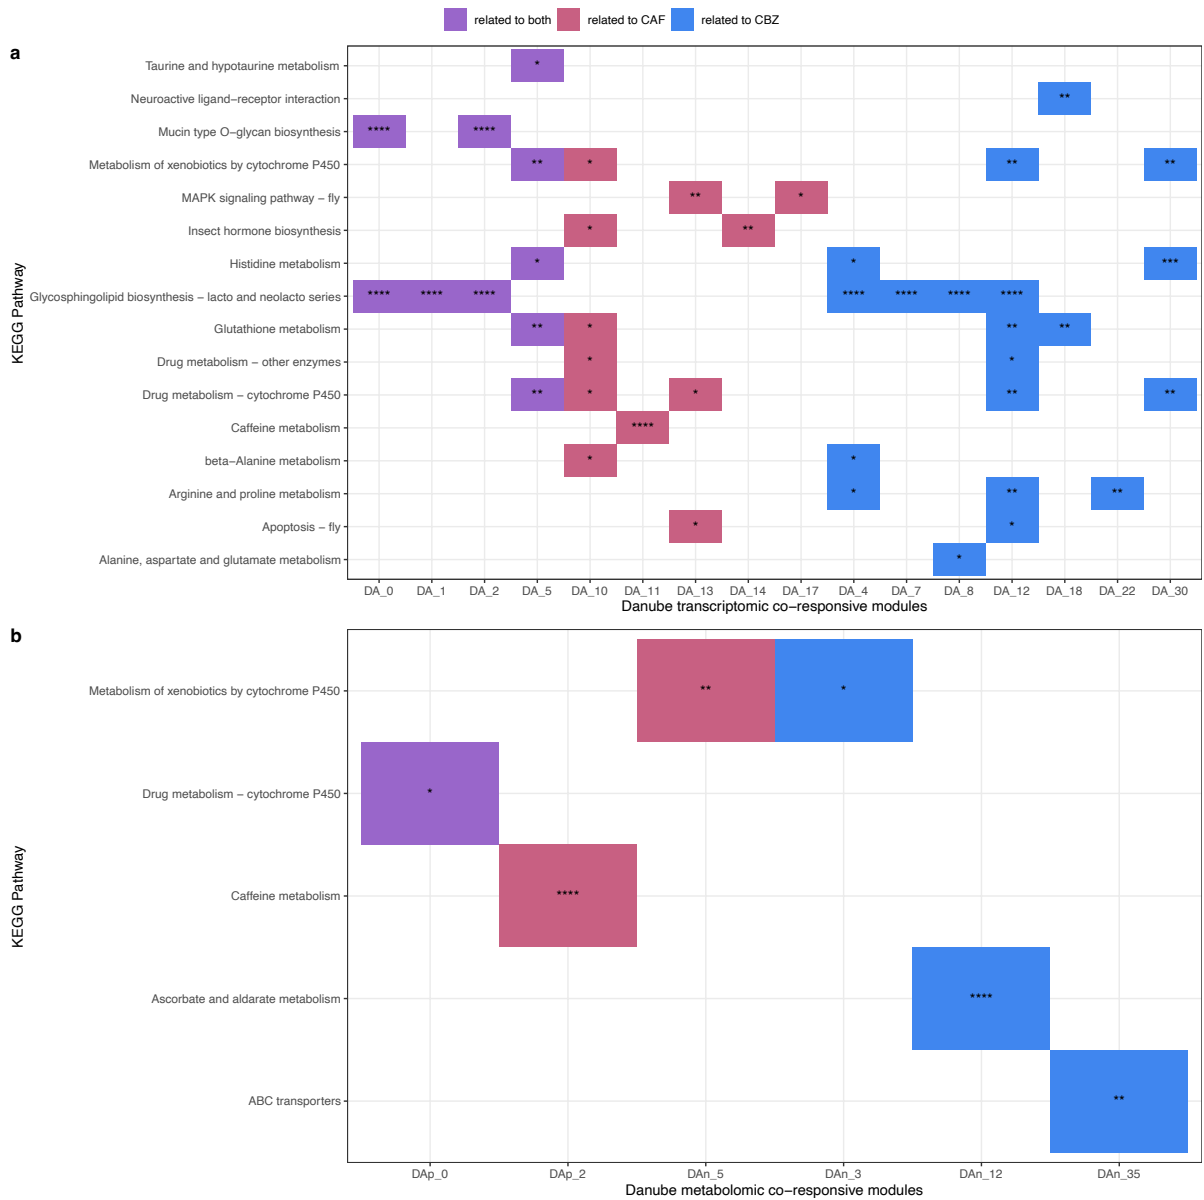 related to both related to CAF related to CBZ
a
KEGG Pathway
Taurine and hypotaurine metabolism *
Neuroactive ligand−receptor interaction **
Mucin type O−glycan biosynthesis **** ****
Metabolism of xenobiotics by cytochrome P450 ** * ** **
MAPK signaling pathway − fly ** *
Insect hormone biosynthesis * **
Histidine metabolism * * ***
Glycosphingolipid biosynthesis − lacto and neolacto series **** **** **** **** **** **** ****
Glutathione metabolism ** * ** **
Drug metabolism − other enzymes * *
Drug metabolism − cytochrome P450 ** * * ** **
Caffeine metabolism ****
beta−Alanine metabolism * *
Arginine and proline metabolism * ** **
Apoptosis − fly * *
Alanine, aspartate and glutamate metabolism *
DA_0 DA_1 DA_2 DA_5 DA_10 DA_11 DA_13 DA_14 DA_17 DA_4 DA_7 DA_8 DA_12 DA_18 DA_22 DA_30
Danube transcriptomic co−responsive modules
b
KEGG Pathway
Metabolism of xenobiotics by cytochrome P450 ** *
Drug metabolism − cytochrome P450 *
Caffeine metabolism ****
Ascorbate and aldarate metabolism ****
ABC transporters **
DAp_0 DAp_2 DAn_5 DAn_3 DAn_12 DAn_35
Danube metabolomic co−responsive modules